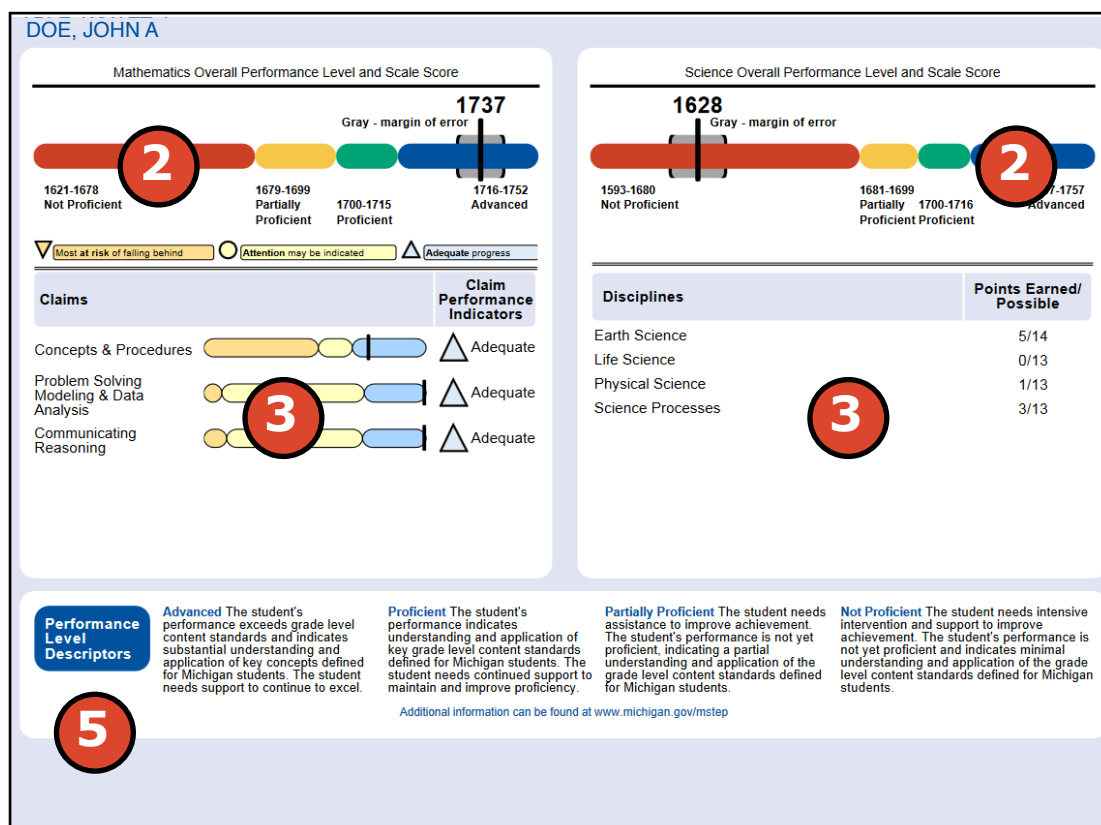 DOE, JOHN A
Mathematics Overall Performance Level and Scale Score
1737
Gray - margin of error
2
1621-1678
Not Proficient
1679-1699
Partially
Proficient
1700-1715
Proficient
1716-1752
Advanced
Most at risk of falling behind
Attention may be indicated
Adequate progress
Claims
Claim
Performance
Indicators
Concepts & Procedures
Adequate
Problem Solving
Modeling & Data
Analysis
Adequate
3
Communicating
Reasoning
Adequate
Science Overall Performance Level and Scale Score
1628
Gray - margin of error
2
1593-1680
Not Proficient
1681-1699
Partially
Proficient
1700-1716
Proficient
7-1757
Advanced
Disciplines
Points Earned/
Possible
Earth Science 5/14
Life Science 0/13
Physical Science 1/13
Science Processes 3/13
3
Performance
Level
Descriptors
5
Advanced The student's
performance exceeds grade level
content standards and indicates
substantial understanding and
application of key concepts defined
for Michigan students. The student
needs support to continue to excel.
Proficient The student's
performance indicates
understanding and application of
key grade level content standards
defined for Michigan students. The
student needs continued support to
maintain and improve proficiency.
Partially Proficient The student needs
assistance to improve achievement.
The student's performance is not yet
proficient, indicating a partial
understanding and application of the
grade level content standards defined
for Michigan students.
Not Proficient The student needs intensive
intervention and support to improve
achievement. The student's performance is
not yet proficient and indicates minimal
understanding and application of the grade
level content standards defined for Michigan
students.
Additional information can be found at www.michigan.gov/mstep